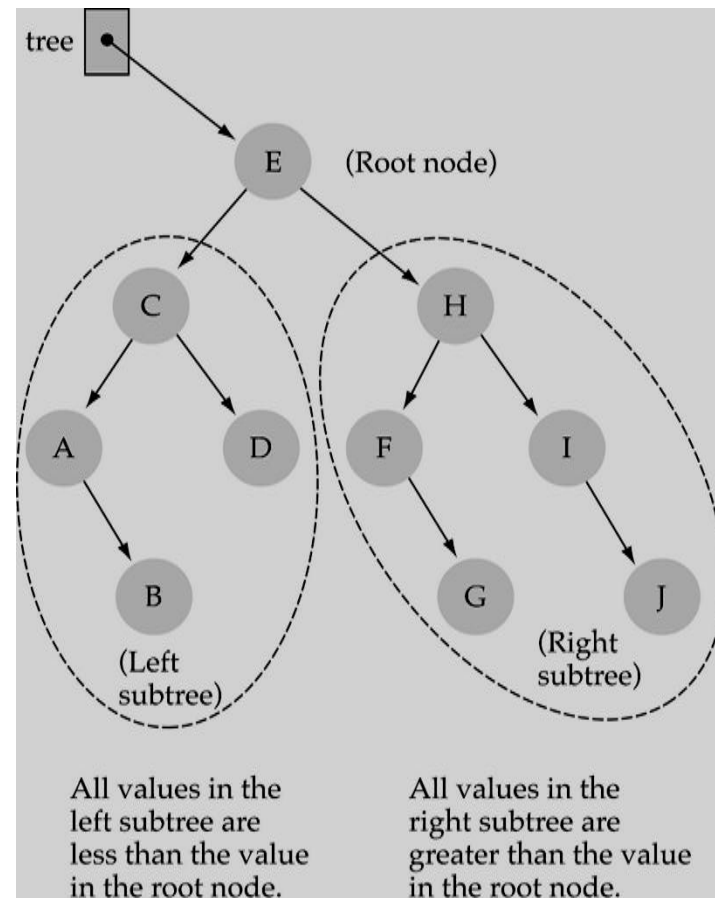 tree
E (Root node)
C H
A D F I
B G J
(Left
subtree)
(Right
subtree)
All values in the
left subtree are
less than the value
in the root node.
All values in the
right subtree are
greater than the value
in the root node.